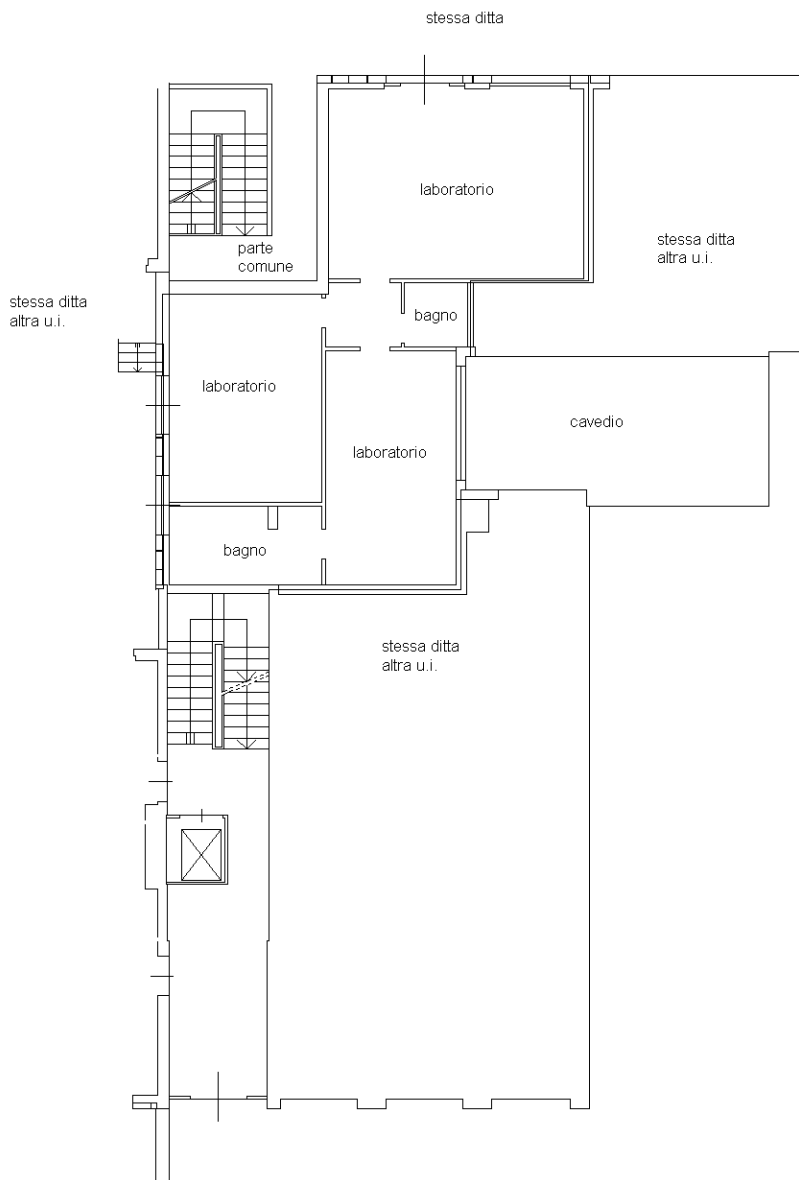 stessa ditta
laboratorio
parte
comune
stessa ditta
altra u.i.
stessa ditta
altra u.i.
bagno
laboratorio
cavedio
laboratorio
bagno
stessa ditta
altra u.i.